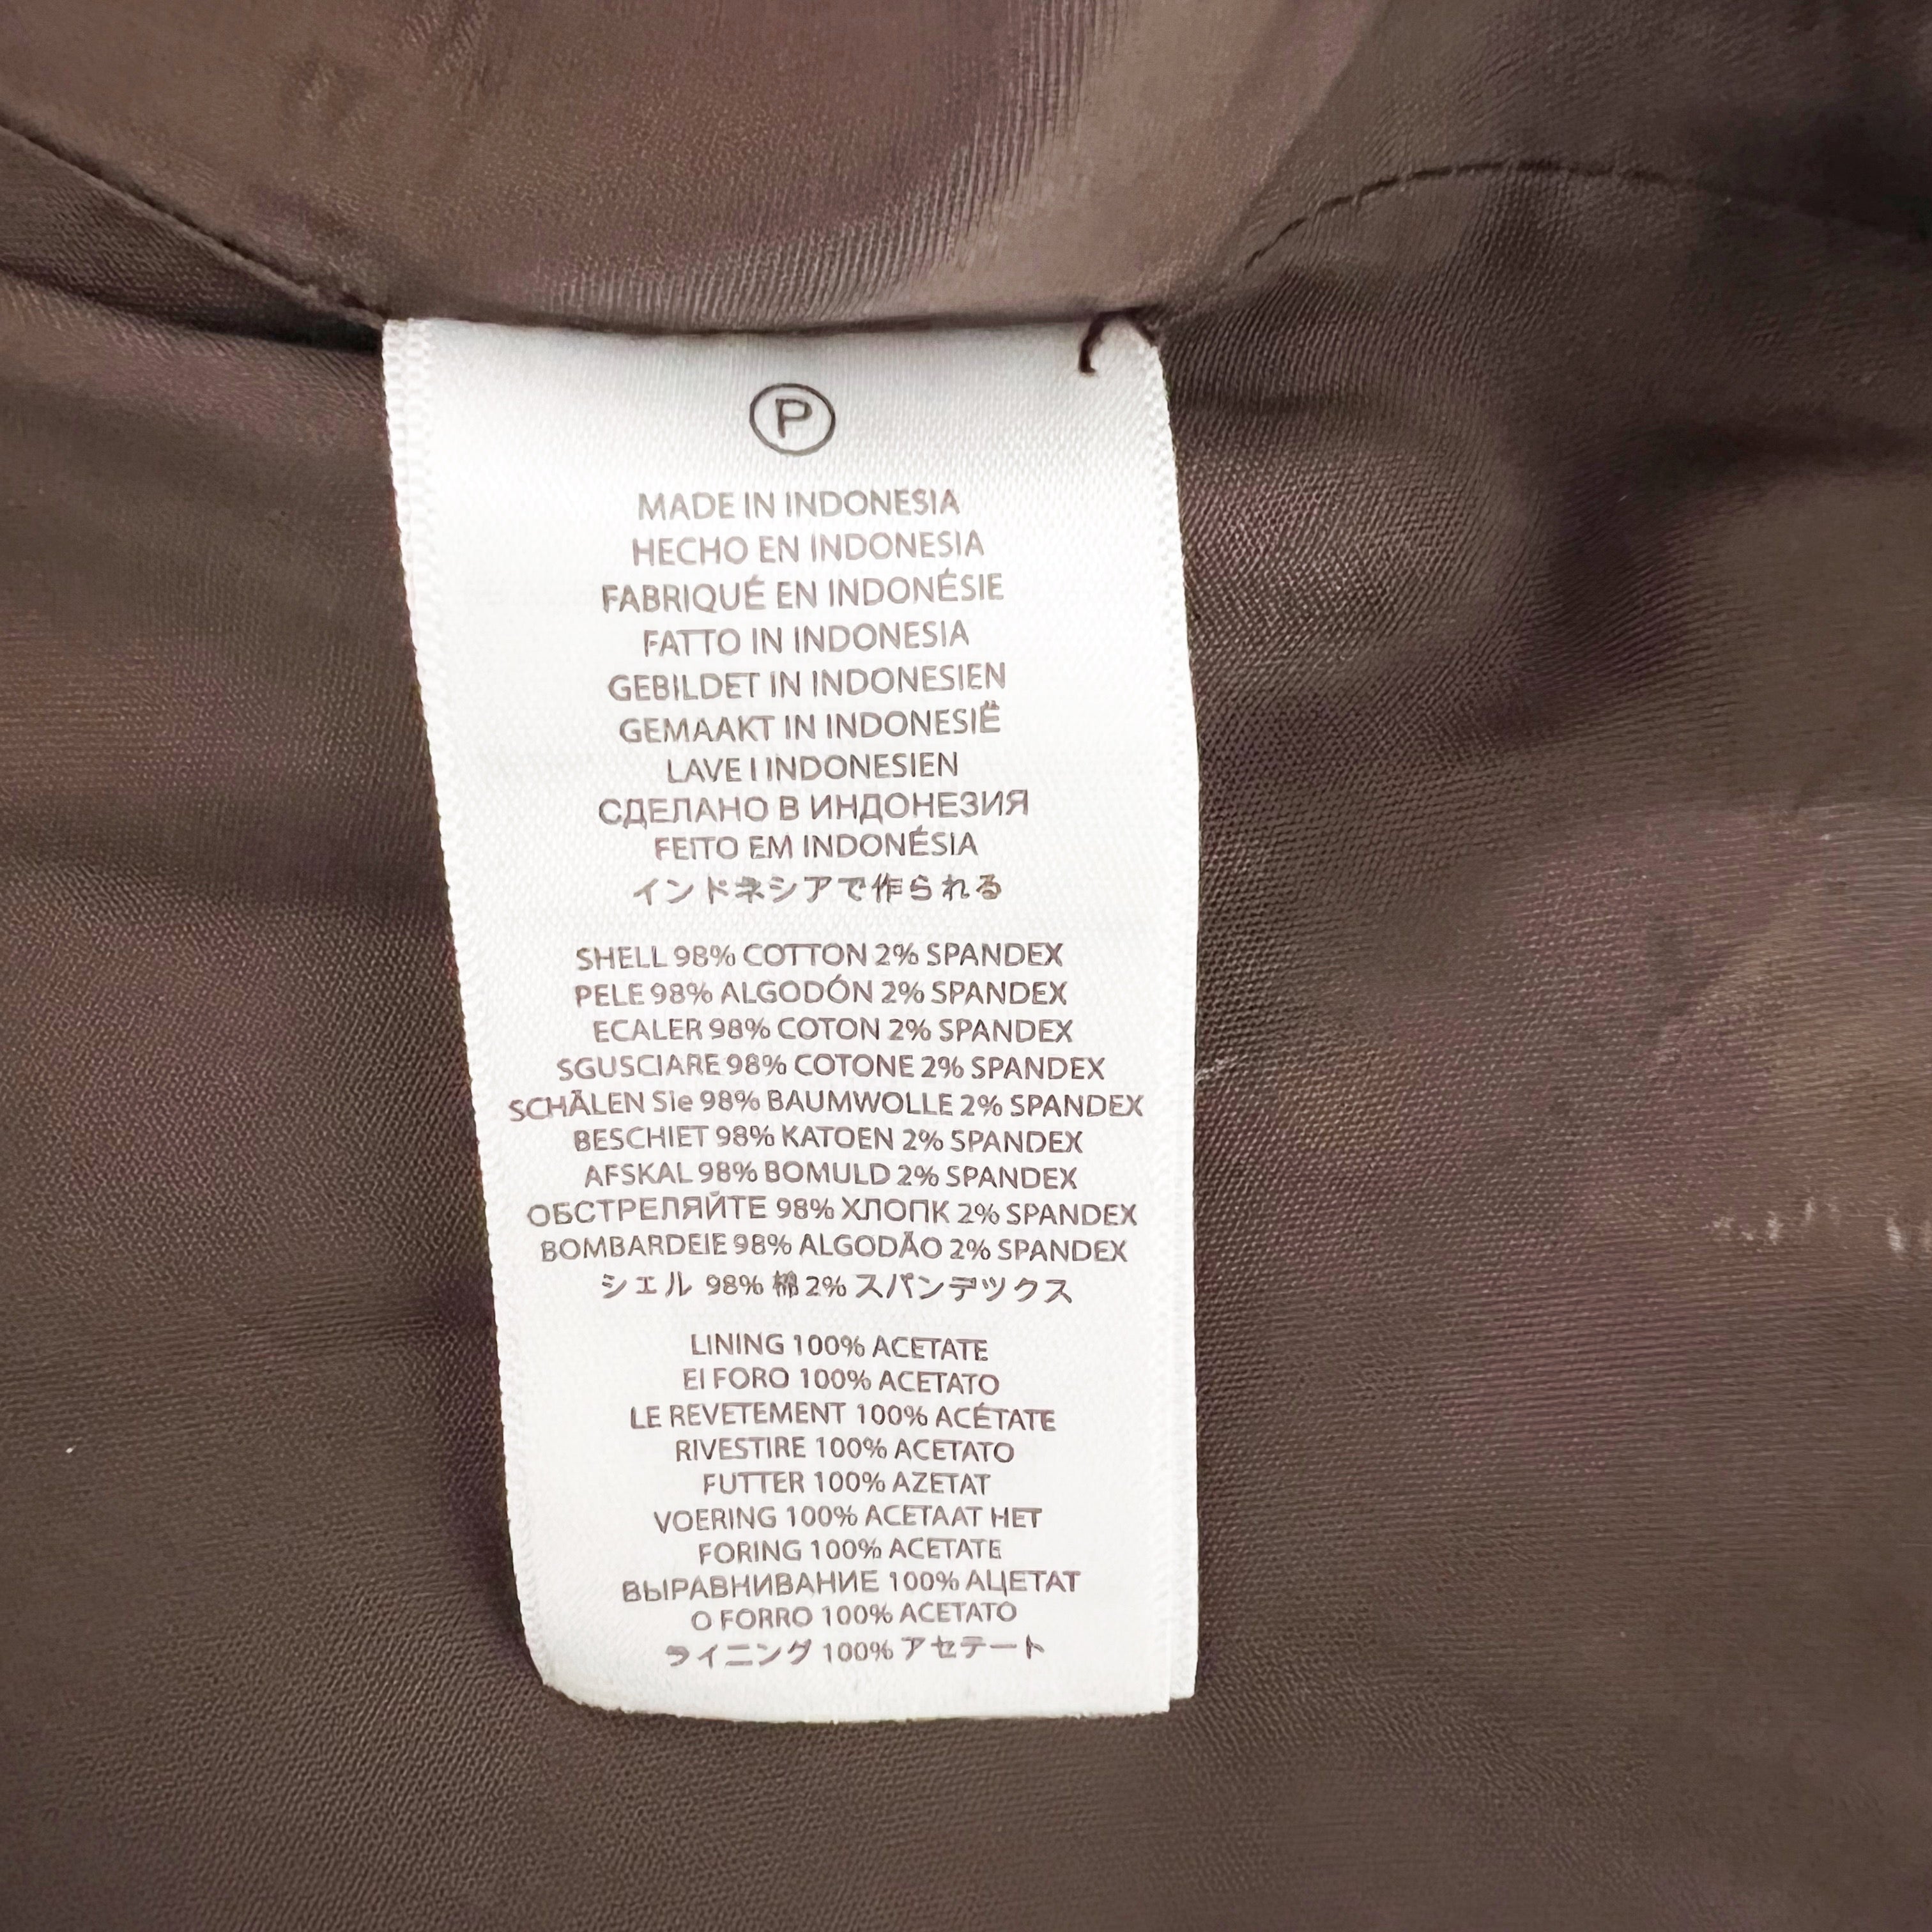 P
MADE IN INDONESIA
HECHO EN INDONESIA
FABRIQUÉ EN INDONÉSIE
FATTO IN INDONESIA
GEBILDET IN INDONESIEN
GEMAAKT IN INDONESIË
LAVE I INDONESIEN
СДЕЛАНО В ИНДОНЕЗИЯ
FEITO EM INDONÉSIA
インドネシアで作られる
SHELL 98% COTTON 2% SPANDEX
PELE 98% ALGODÓN 2% SPANDEX
ECALER 98% COTON 2% SPANDEX
SGUSCIARE 98% COTONE 2% SPANDEX
SCHÄLEN Sie 98% BAUMWOLLE 2% SPANDEX
BESCHIET 98% KATOEN 2% SPANDEX
AFSKAL 98% BOMULD 2% SPANDEX
ОБСТРЕЛЯЙТЕ 98% ХЛОПК 2% SPANDEX
BOMBARDEIE 98% ALGODÃO 2% SPANDEX
シェル 98% 棉 2% スパンデックス
LINING 100% ACETATE
EI FORO 100% ACETATO
LE REVETEMENT 100% ACÉTATE
RIVESTIRE 100% ACETATO
FUTTER 100% AZETAT
VOERING 100% ACETAAT HET
FORING 100% ACETATE
ВЫРАВНИВАНИЕ 100% АЦЕТАТ
O FORRO 100% ACETATO
ライニング 100% アセテート